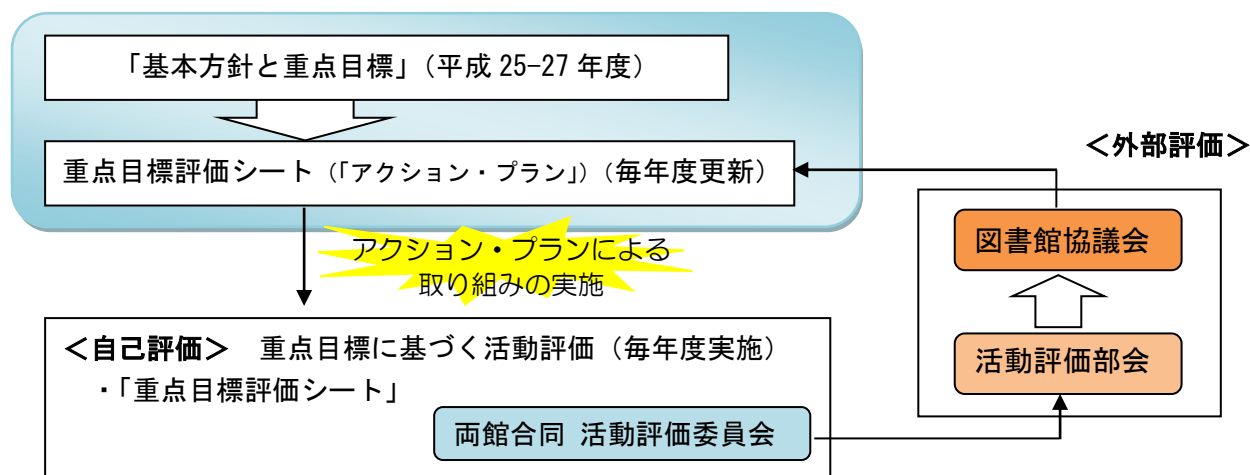 「基本方針と重点目標」（平成 25−27 年度）
重点目標評価シート（「アクション・プラン」）（毎年度更新）
アクション・プランによる
取り組みの実施
＜自己評価＞　重点目標に基づく活動評価（毎年度実施）
・「重点目標評価シート」
両館合同 活動評価委員会
＜外部評価＞
図書館協議会
活動評価部会